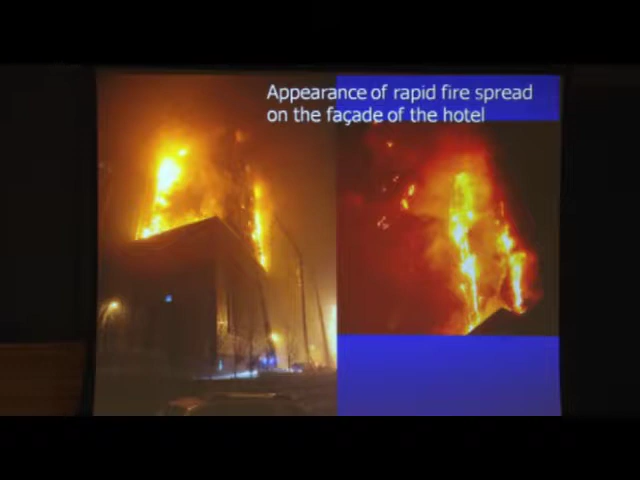 Appearance of rapid fire spread
on the façade of the hotel